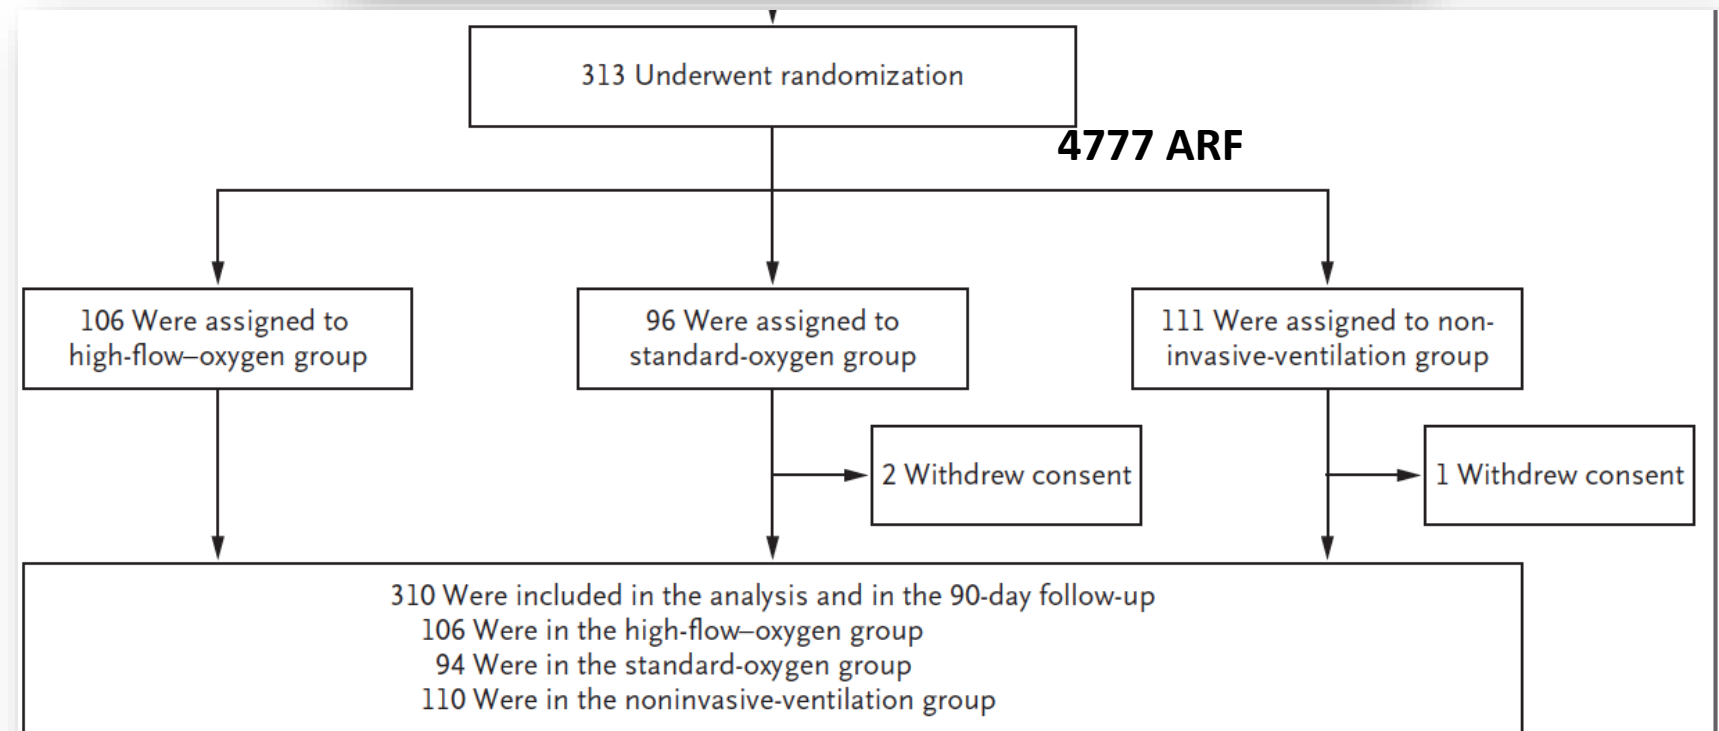 313 Underwent randomization
4777 ARF
106 Were assigned to
high-flow–oxygen group
96 Were assigned to
standard-oxygen group
111 Were assigned to non-
invasive-ventilation group
2 Withdrew consent
1 Withdrew consent
310 Were included in the analysis and in the 90-day follow-up
106 Were in the high-flow–oxygen group
94 Were in the standard-oxygen group
110 Were in the noninvasive-ventilation group